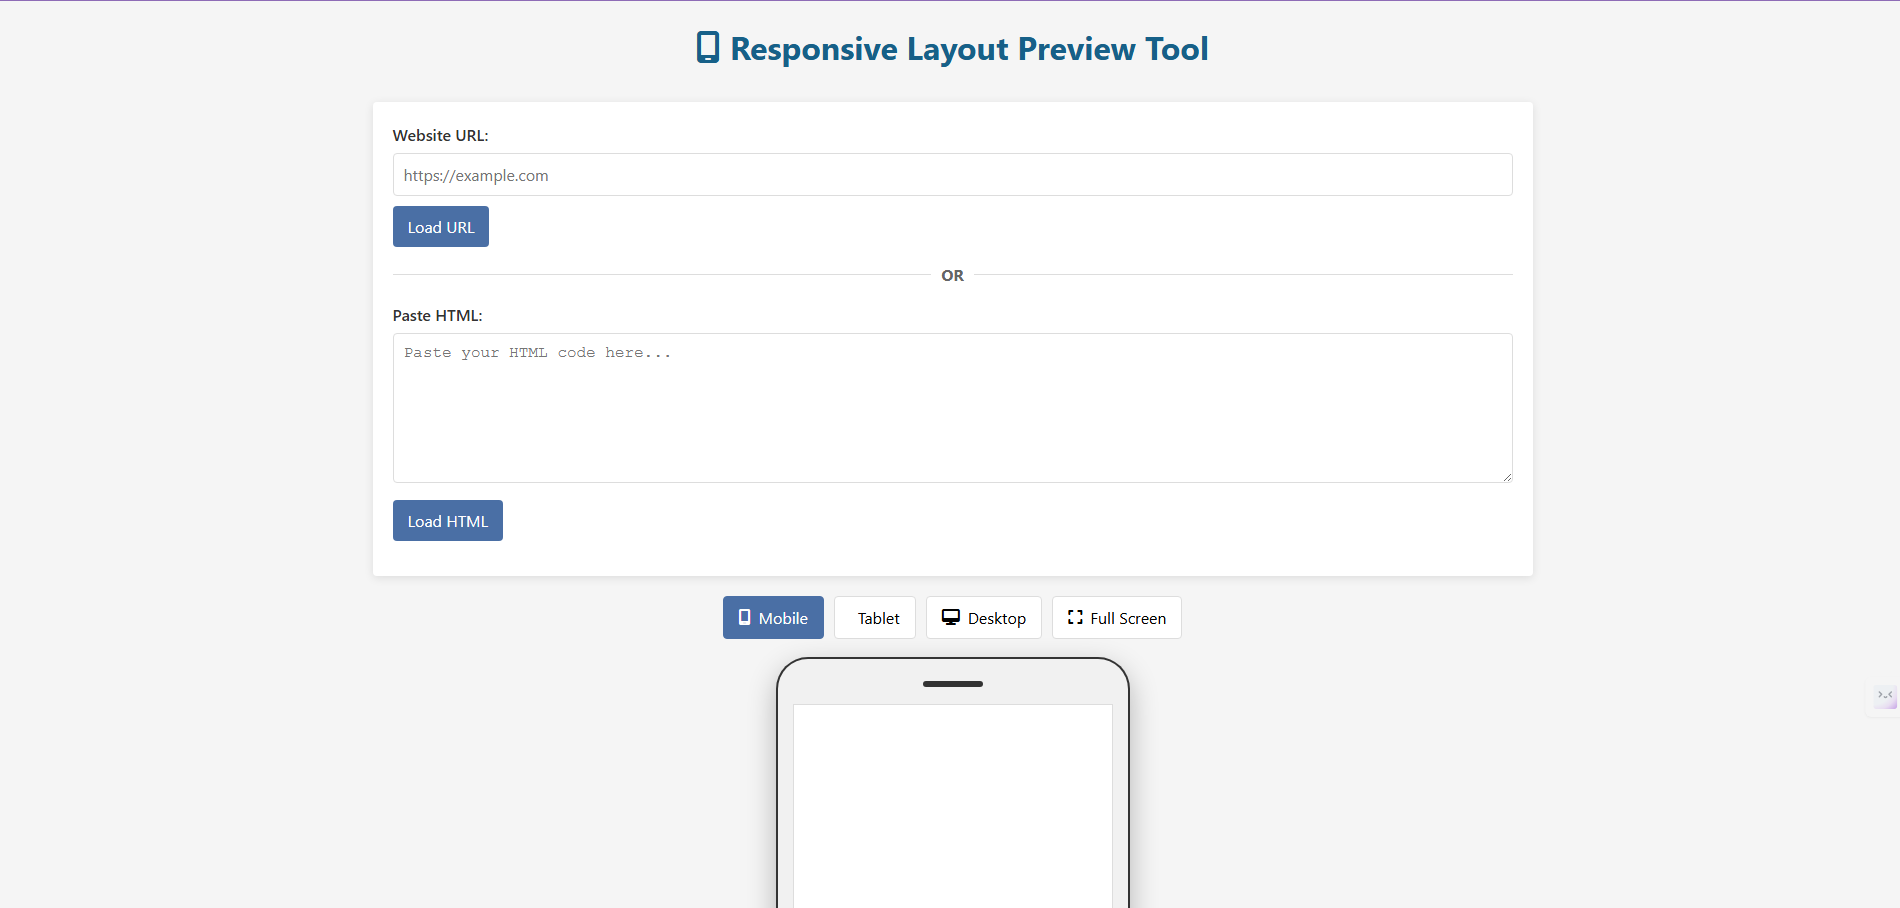 Responsive Layout Preview Tool
Website URL:
https://example.com
Load URL
OR
Paste HTML:
Paste your HTML code here...
Load HTML
Mobile Tablet Desktop Full Screen